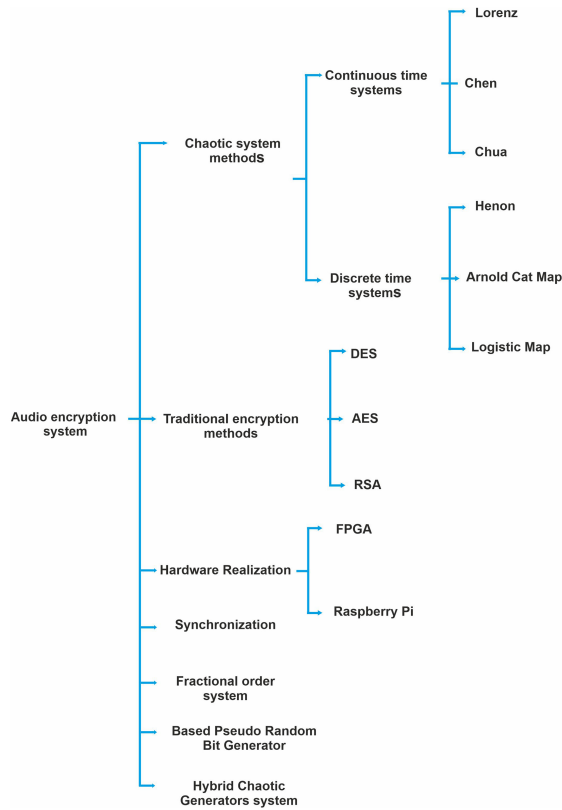 Lorenz
Continuous time
systems
Chen
Chaotic system
methods
Chua
Henon
Discrete time
systems
Arnold Cat Map
Logistic Map
DES
Audio encryption
system
Traditional encryption
methods
AES
RSA
FPGA
Hardware Realization
Raspberry Pi
Synchronization
Fractional order
system
Based Pseudo Random
Bit Generator
Hybrid Chaotic
Generators system